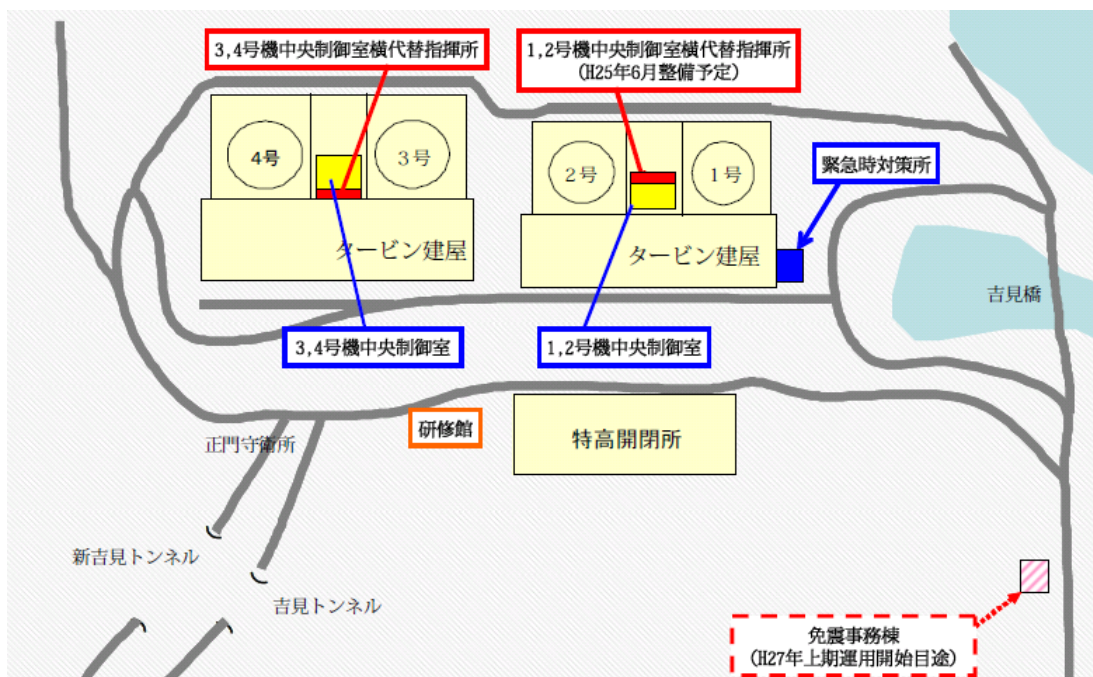 3,4号機中央制御室横代替指揮所
1,2号機中央制御室横代替指揮所
(H25年6月整備予定)
4号
3号
2号
1号
緊急時対策所
タービン建屋
タービン建屋
吉見橋
3,4号機中央制御室
1,2号機中央制御室
研修館
特高開閉所
正門守衛所
新吉見トンネル
吉見トンネル
免震事務棟
(H27年上期運用開始目途)